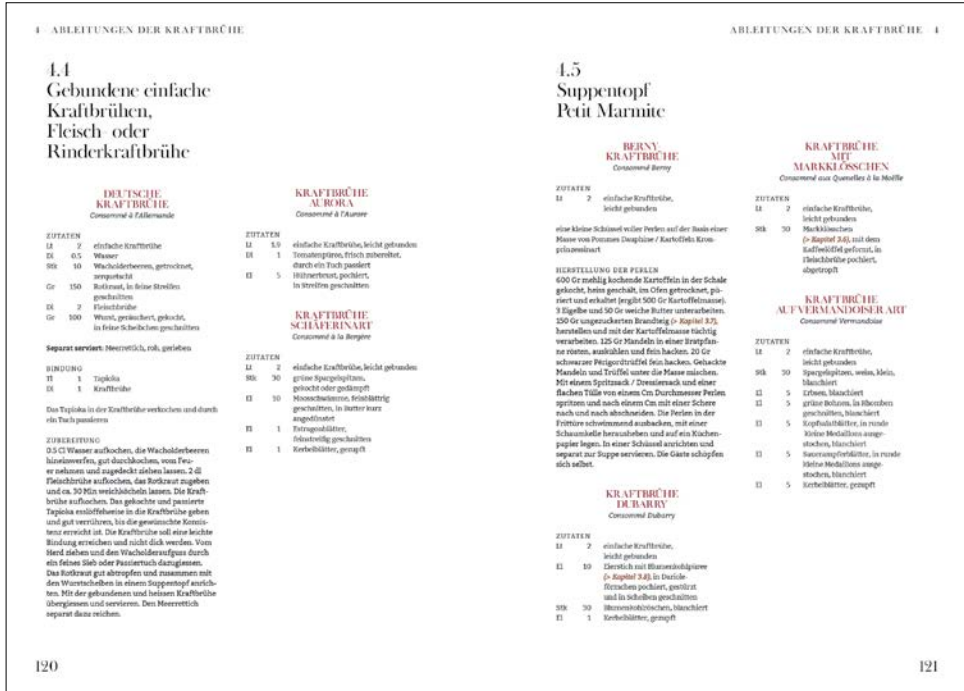 4 ABLEITUNGEN DER KRAFTBRÜHE
4.4
Gebundene einfache
Kraftbrühen,
Fleisch- oder
Rinderkraftbrühe
DEUTSCHE
KRAFTBRÜHE
Consommé à l'Allemande
ZUTATEN
Lt 2 einfache Kraftbrühe
Dl 0.5 Wasser
Stk 10 Wacholderbeeren, getrocknet,
zerquetscht
Gr 150 Rotkraut, in feine Streifen
geschnitten
Dl 2 Fleischbrühe
Gr 100 Wurst, geräuchert, gekocht,
in feine Scheibchen geschnitten
Separat serviert: Meerrettich, roh, gerieben
BINDUNG
Tl 1 Tapioka
Dl 1 Kraftbrühe
Das Tapioka in der Kraftbrühe verkochen und durch
ein Tuch passieren
ZUBEREITUNG
0.5 Cl Wasser aufkochen, die Wacholderbeeren
hineinwerfen, gut durchkochen, vom Feu-
er nehmen und zugedeckt ziehen lassen. 2 dl
Fleischbrühe aufkochen, das Rotkraut zugeben
und ca. 30 Min weichköcheln lassen. Die Kraft-
brühe aufkochen. Das gekochte und passierte
Tapioka esslöffelweise in die Kraftbrühe geben
und gut verrühren, bis die gewünschte Konsis-
tenz erreicht ist. Die Kraftbrühe soll eine leichte
Bindung erreichen und nicht dick werden. Vom
Herd ziehen und den Wacholderaufguss durch
ein feines Sieb oder Passiertuch dazugiessen.
Das Rotkraut gut abtropfen und zusammen mit
den Wurstscheiben in einem Suppentopf anrich-
ten. Mit der gebundenen und heissen Kraftbrühe
übergiessen und servieren. Den Meerrettich
separat dazu reichen.
KRAFTBRÜHE
AURORA
Consommé à l'Aurore
ZUTATEN
Lt 1.9 einfache Kraftbrühe, leicht gebunden
Dl 1 Tomatenpüree, frisch zubereitet,
durch ein Tuch passiert
El 5 Hühnerbrust, pochiert,
in Streifen geschnitten
KRAFTBRÜHE
SCHÄFERINART
Consommé à la Bergère
ZUTATEN
Lt 2 einfache Kraftbrühe, leicht gebunden
Stk 30 grüne Spargelspitzen,
gekocht oder gedämpft
El 10 Moosschwämme, feinblättrig
geschnitten, in Butter kurz
angedünstet
El 1 Estragonblätter,
feinstreifig geschnitten
El 1 Kerbelblätter, gezupft
120
ABLEITUNGEN DER KRAFTBRÜHE 4
4.5
Suppentopf
Petit Marmite
BERNY-
KRAFTBRÜHE
Consommé Berny
ZUTATEN
Lt 2 einfache Kraftbrühe,
leicht gebunden
eine kleine Schüssel voller Perlen auf der Basis einer
Masse von Pommes Dauphine / Kartoffeln Kron-
prinzessinart
HERSTELLUNG DER PERLEN
600 Gr mehlig kochende Kartoffeln in der Schale
gekocht, heiss geschält, im Ofen getrocknet, pü-
riert und erkaltet (ergibt 500 Gr Kartoffelmasse).
3 Eigelbe und 50 Gr weiche Butter unterarbeiten.
150 Gr ungezuckerten Brandteig (> Kapitel 3.7),
herstellen und mit der Kartoffelmasse tüchtig
verarbeiten. 125 Gr Mandeln in einer Bratpfan-
ne rösten, auskühlen und fein hacken. 20 Gr
schwarzer Périgordtrüffel fein hacken. Gehackte
Mandeln und Trüffel unter die Masse mischen.
Mit einem Spritzsack / Dressiersack und einer
flachen Tülle von einem Cm Durchmesser Perlen
spritzen und nach einem Cm mit einer Schere
nach und nach abschneiden. Die Perlen in der
Frittüre schwimmend ausbacken, mit einer
Schaumkelle herausheben und auf ein Küchen-
papier legen. In einer Schüssel anrichten und
separat zur Suppe servieren. Die Gäste schöpfen
sich selbst.
KRAFTBRÜHE
DUBARRY
Consommé Dubarry
ZUTATEN
Lt 2 einfache Kraftbrühe,
leicht gebunden
El 10 Eierstich mit Blumenkohlpüree
(> Kapitel 3.8), in Dariole-
förmchen pochiert, gestürzt
und in Scheiben geschnitten
Stk 30 Blumenkohlröschen, blanchiert
El 1 Kerbelblätter, gezupft
KRAFTBRÜHE
MIT
MARKKLÖSSCHEN
Consommé aux Quenelles à la Moëlle
ZUTATEN
Lt 2 einfache Kraftbrühe,
leicht gebunden
Stk 30 Markklösschen
(> Kapitel 3.6), mit dem
Kaffeelöffel geformt, in
Fleischbrühe pochiert,
abgetropft
KRAFTBRÜHE
AUF VERMANDOISER ART
Consommé Vermandoise
ZUTATEN
Lt 2 einfache Kraftbrühe,
leicht gebunden
Stk 30 Spargelspitzen, weiss, klein,
blanchiert
El 5 Erbsen, blanchiert
El 5 grüne Bohnen, in Rhomben
geschnitten, blanchiert
El 5 Kopfsalatblätter, in runde
kleine Medaillons ausge-
stochen, blanchiert
El 5 Sauerampferblätter, in runde
kleine Medaillons ausge-
stochen, blanchiert
El 5 Kerbelblätter, gezupft
121